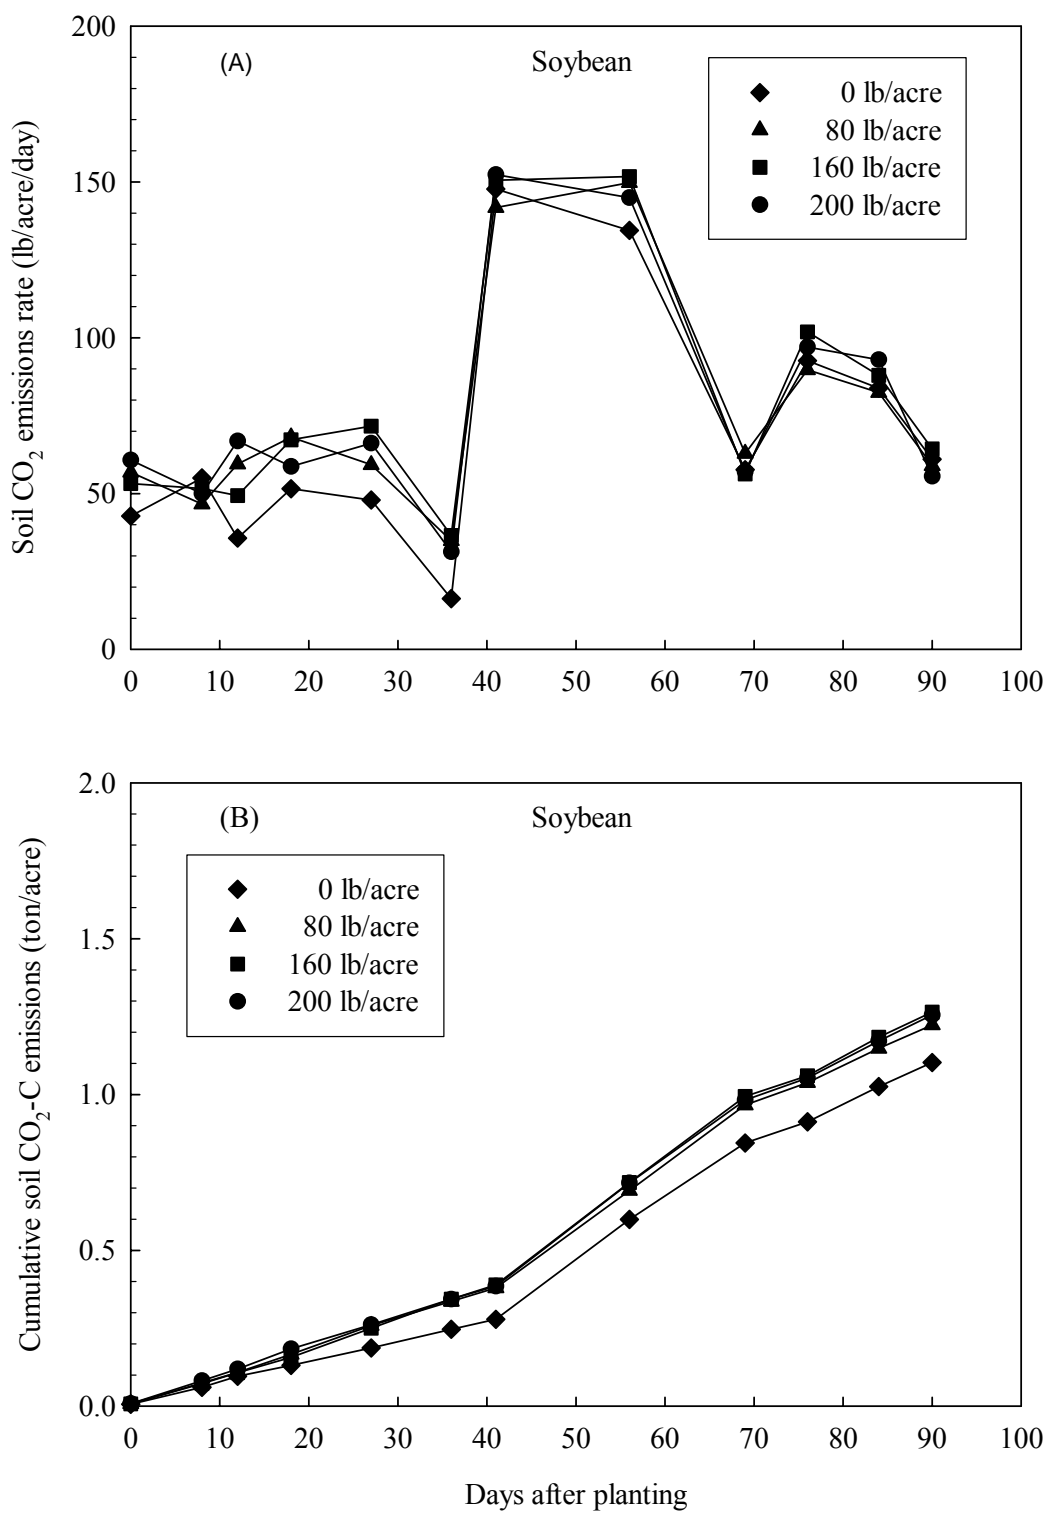 200
(A)
Soybean
0 lb/acre
80 lb/acre
160 lb/acre
200 lb/acre
150
100
50
0
Soil CO2 emissions rate (lb/acre/day)
0 10 20 30 40 50 60 70 80 90 100
2.0
(B)
Soybean
0 lb/acre
80 lb/acre
160 lb/acre
200 lb/acre
1.5
1.0
0.5
0.0
Cumulative soil CO2-C emissions (ton/acre)
0 10 20 30 40 50 60 70 80 90 100
Days after planting